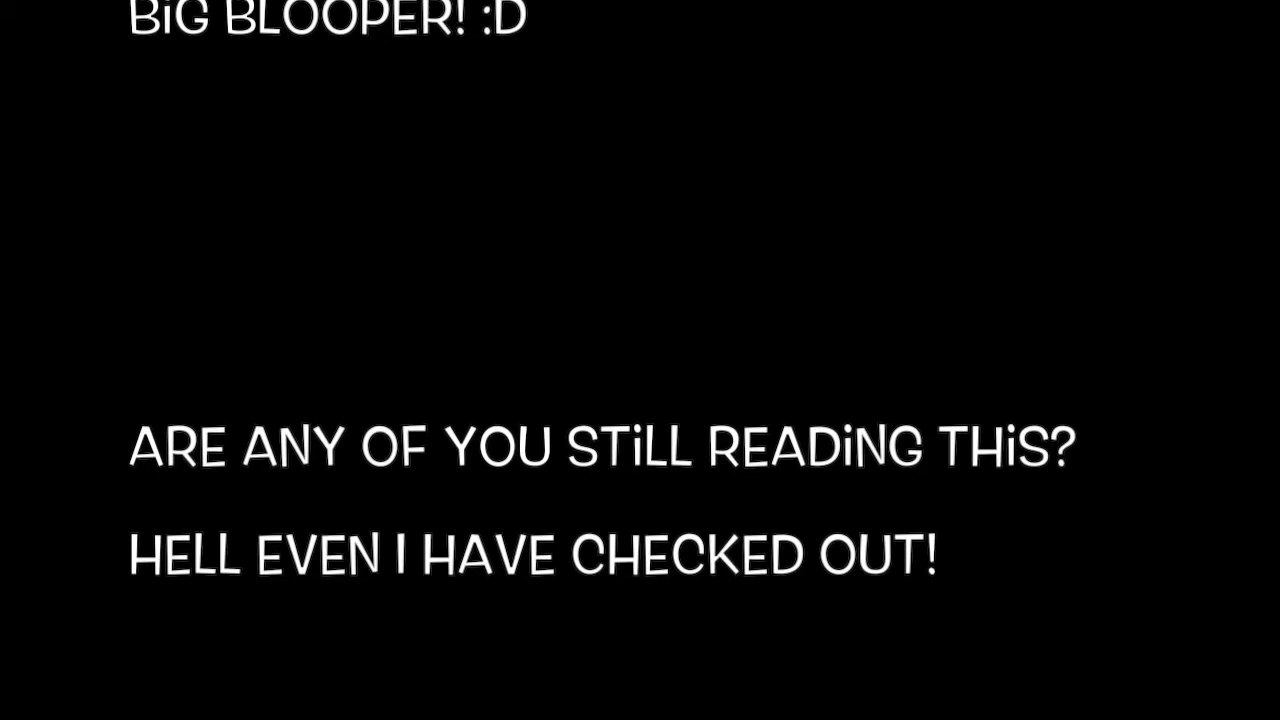 BiG BLOOPER! :D
ARE ANY OF YOU STiLL READiNG THiS?
HELL EVEN I HAVE CHECKED OUT!